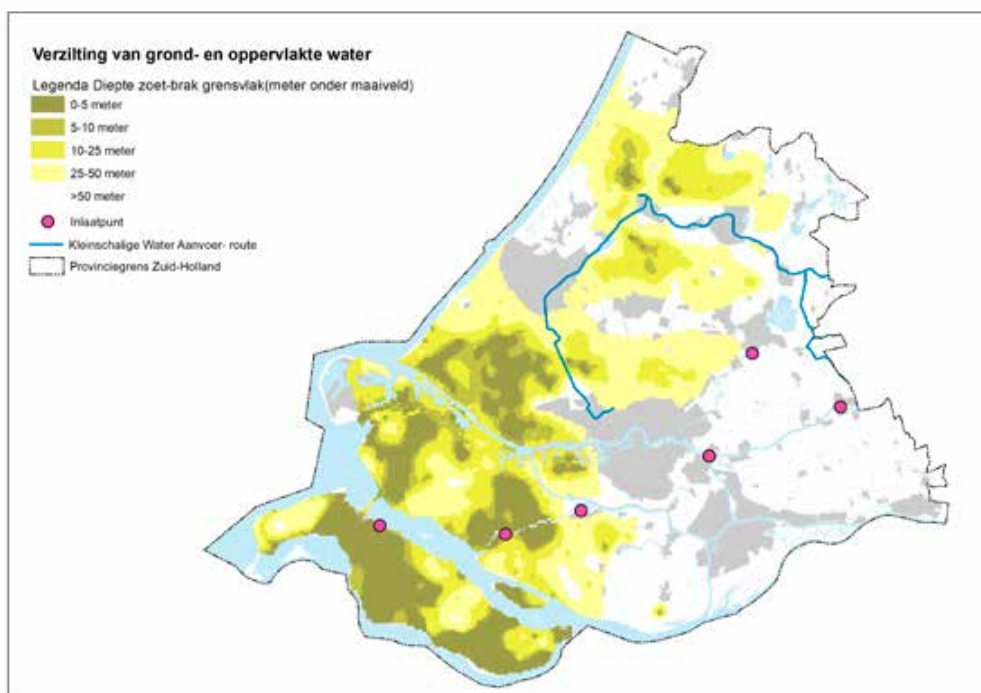 Verzilting van grond- en oppervlakte water
Legenda Diepte zoet-brak grensvlak(meter onder maaiveld)
0-5 meter
5-10 meter
10-25 meter
25-50 meter
>50 meter
Inlaatpunt
Kleinschalige Water Aanvoer- route
Provinciegrens Zuid-Holland